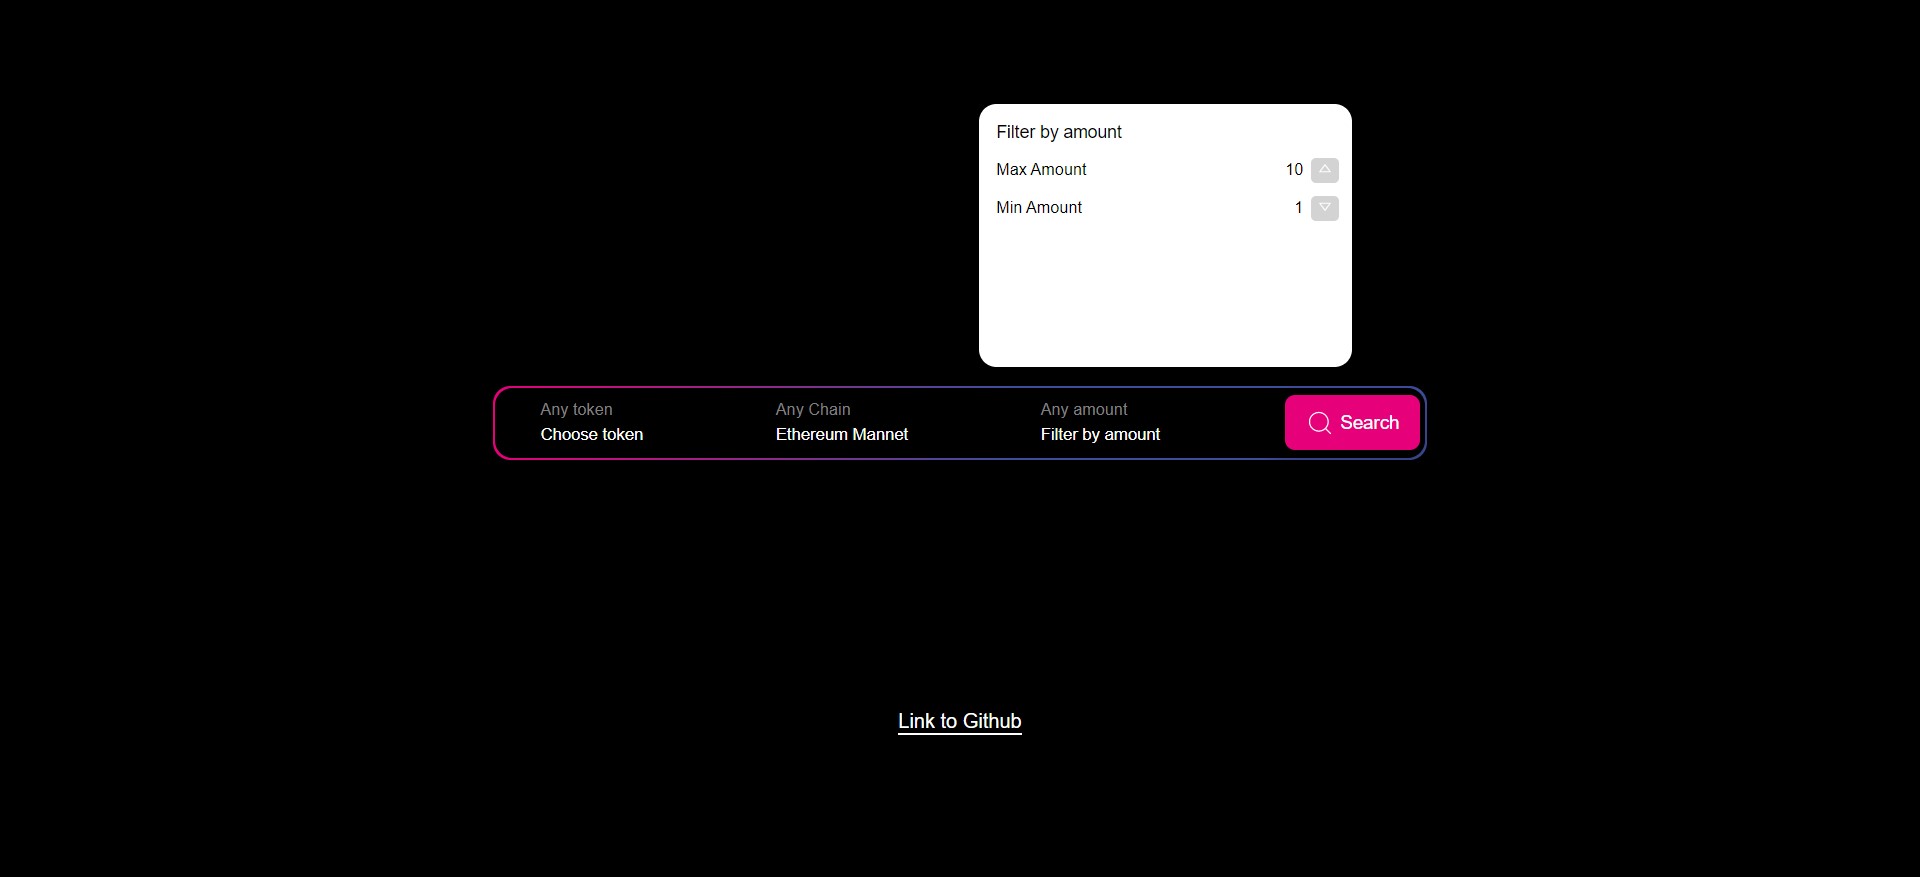 Filter by amount
Max Amount 10
Min Amount 1
Any token
Choose token
Any Chain
Ethereum Mannet
Any amount
Filter by amount
Search
Link to Github